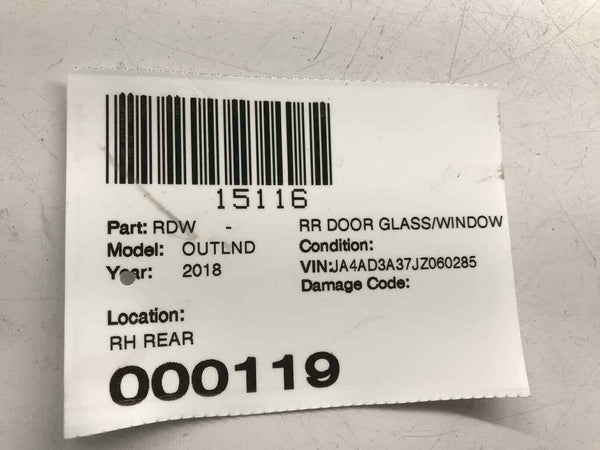 15116
Part: RDW - RR DOOR GLASS/WINDOW
Model: OUTLND Condition:
Year: 2018 VIN:JA4AD3A37JZ060285
Damage Code:
Location:
RH REAR
000119